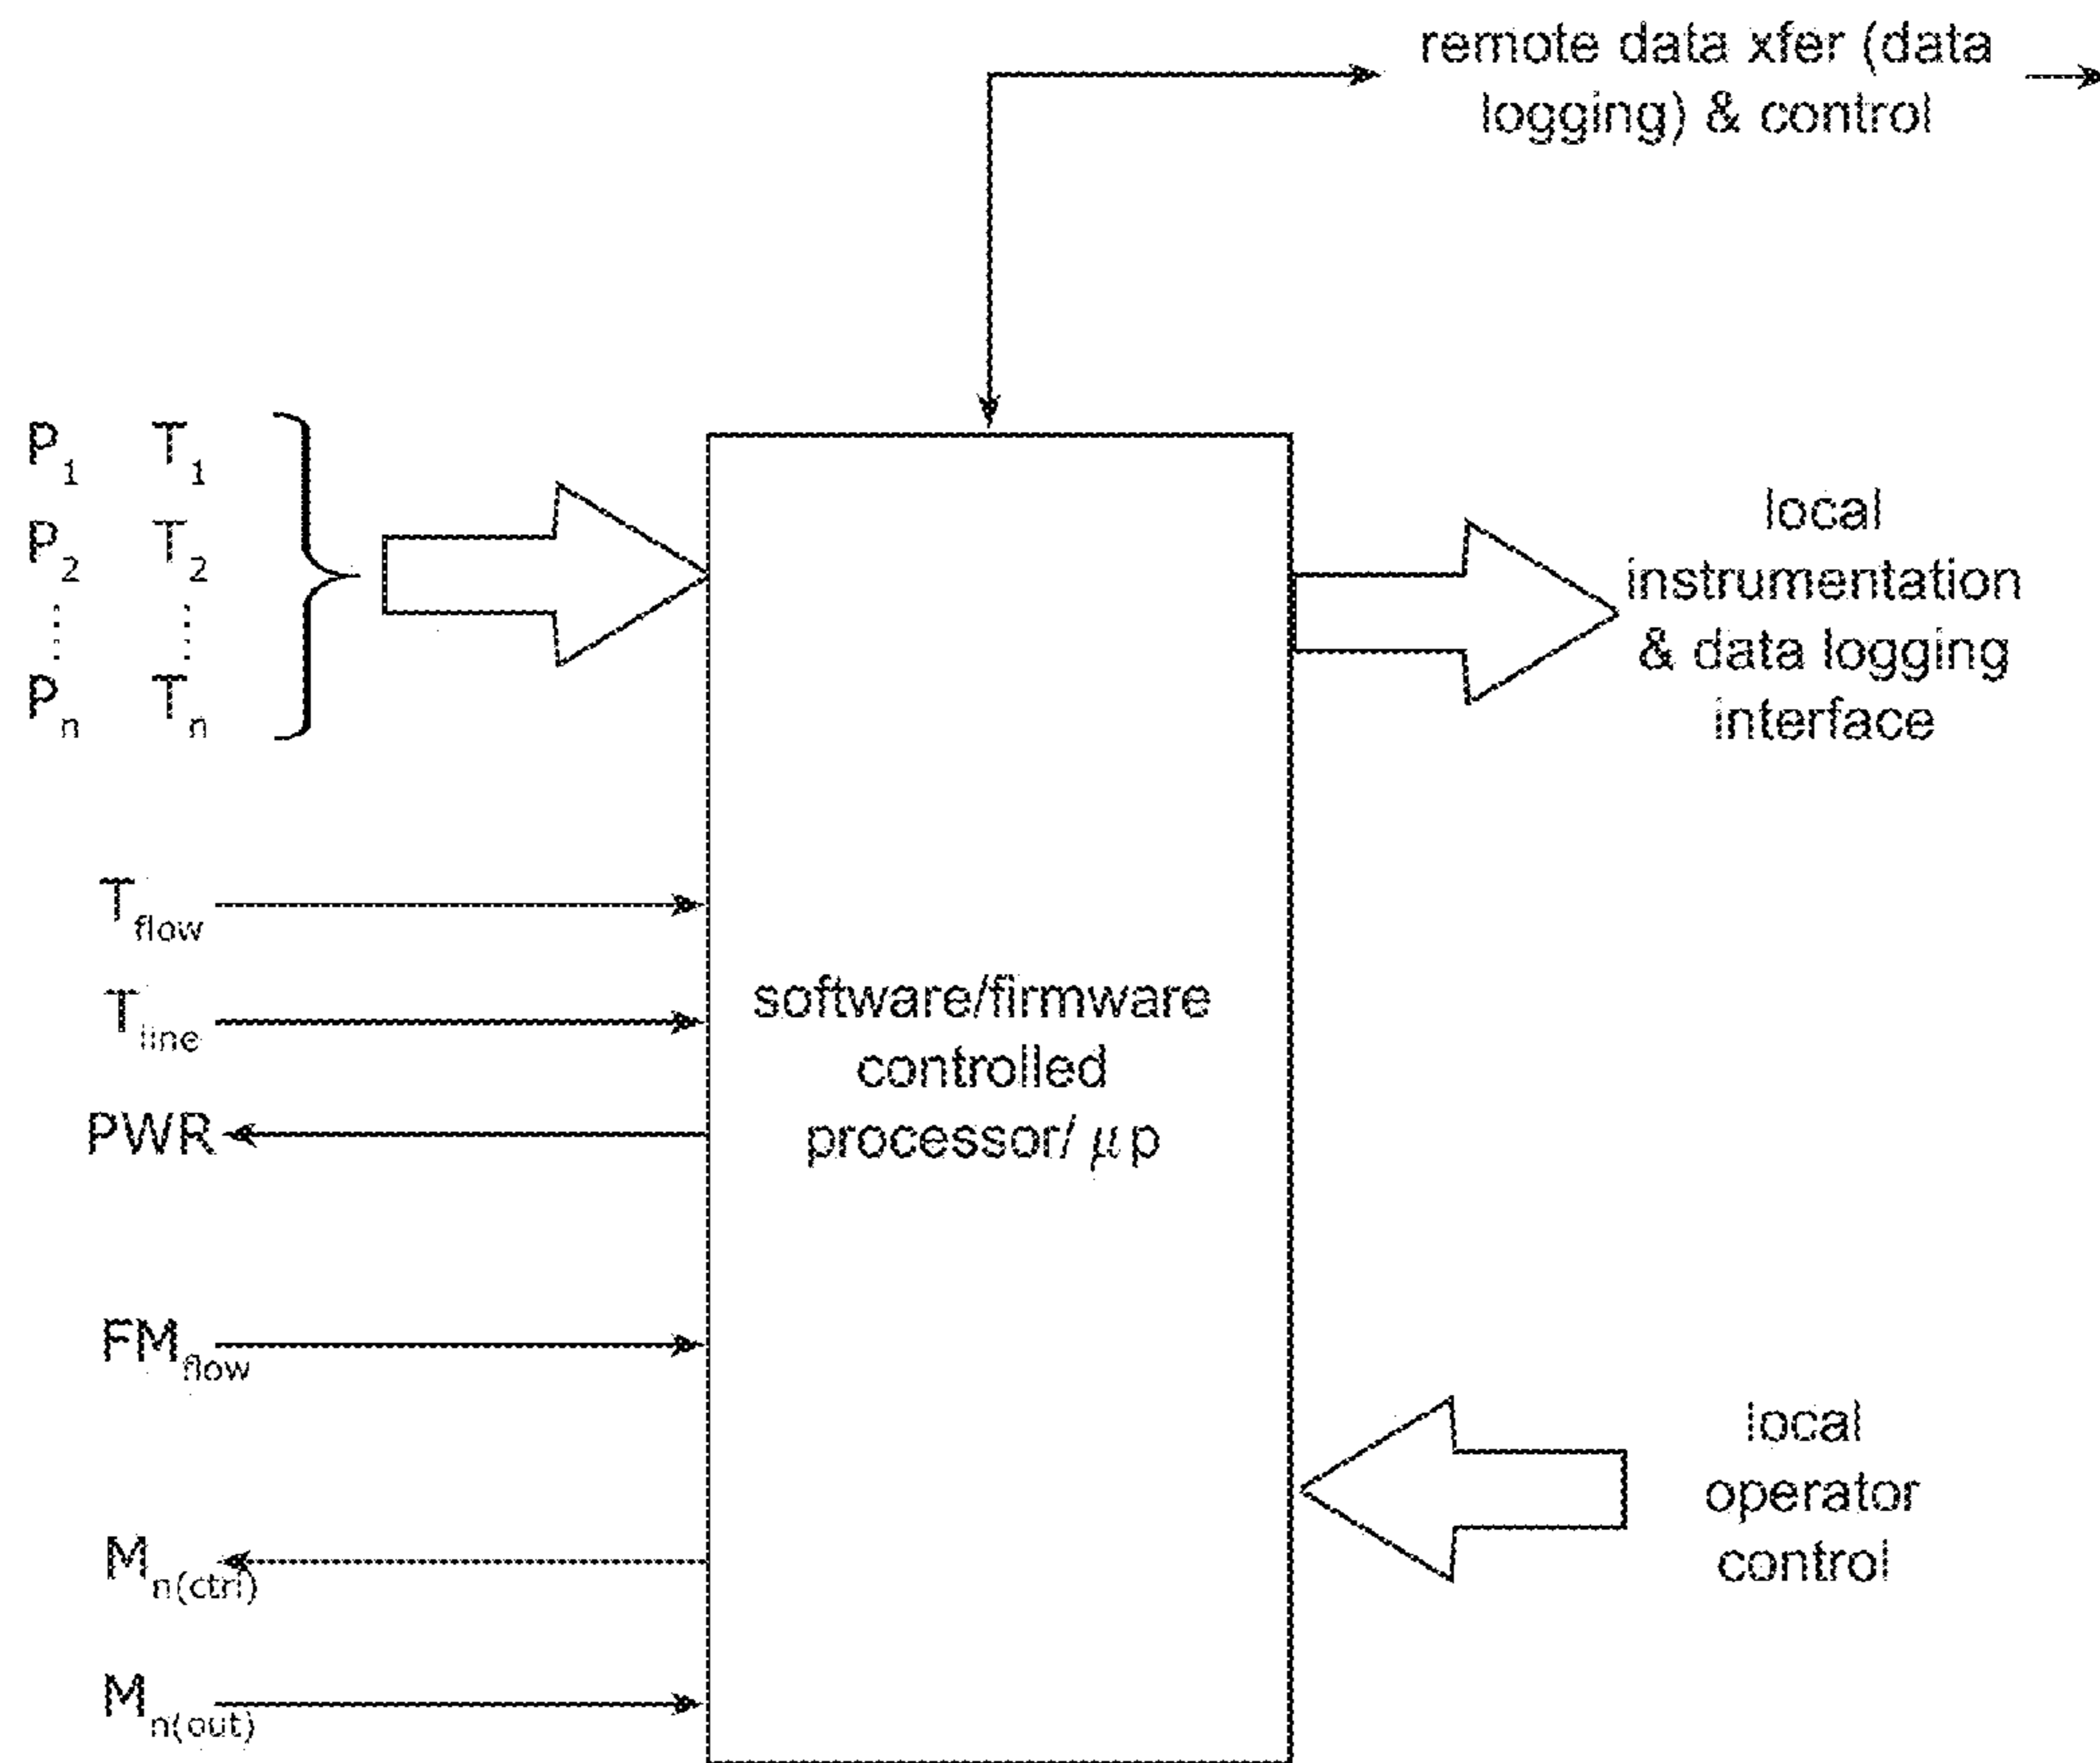 remote data xfer (data
logging) & control
P1 T1
P2 T2
Pn Tn
local
instrumentation
& data logging
interface
Tflow
Tline
PWR
software/firmware
controlled
processor/ μp
FMflow
Mn(ctrl)
Mn(out)
local
operator
control